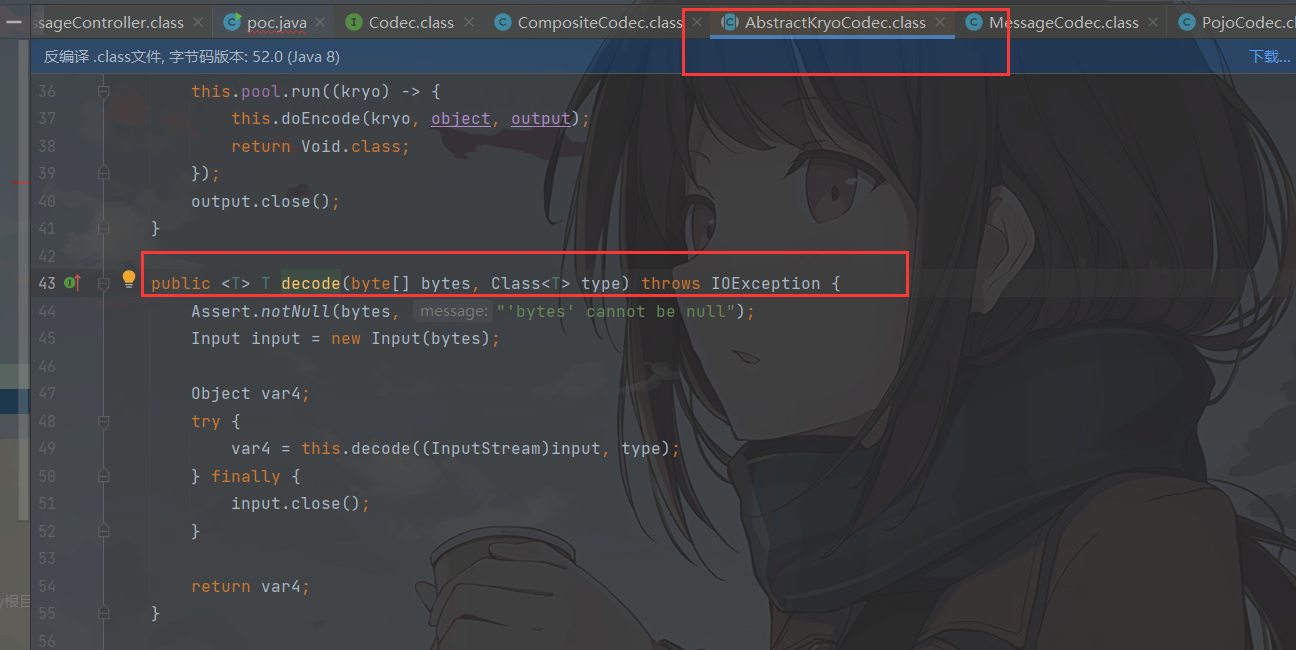 ssageController.class poc.java Codec.class CompositeCodec.class AbstractKryoCodec.class MessageCodec.class PojoCodec.c
反编译 .class文件, 字节码版本: 52.0 (Java 8) 下载...
36 this.pool.run((kryo) -> {
37 this.doEncode(kryo, object, output);
38 return Void.class;
39 });
40 output.close();
41 }
42
43 public <T> T decode(byte[] bytes, Class<T> type) throws IOException {
44 Assert.notNull(bytes, message: "'bytes' cannot be null");
45 Input input = new Input(bytes);
46
47 Object var4;
48 try {
49 var4 = this.decode((InputStream)input, type);
50 } finally {
51 input.close();
52 }
53
54 return var4;
55 }
56
y根目